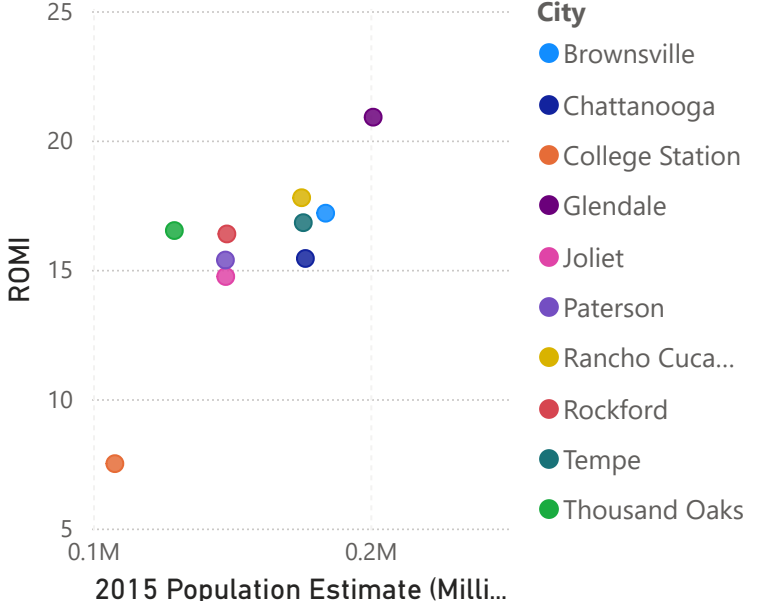 25
20
15
10
5
ROMI
0.1M 0.2M
2015 Population Estimate (Milli...
City
Brownsville
Chattanooga
College Station
Glendale
Joliet
Paterson
Rancho Cuca...
Rockford
Tempe
Thousand Oaks